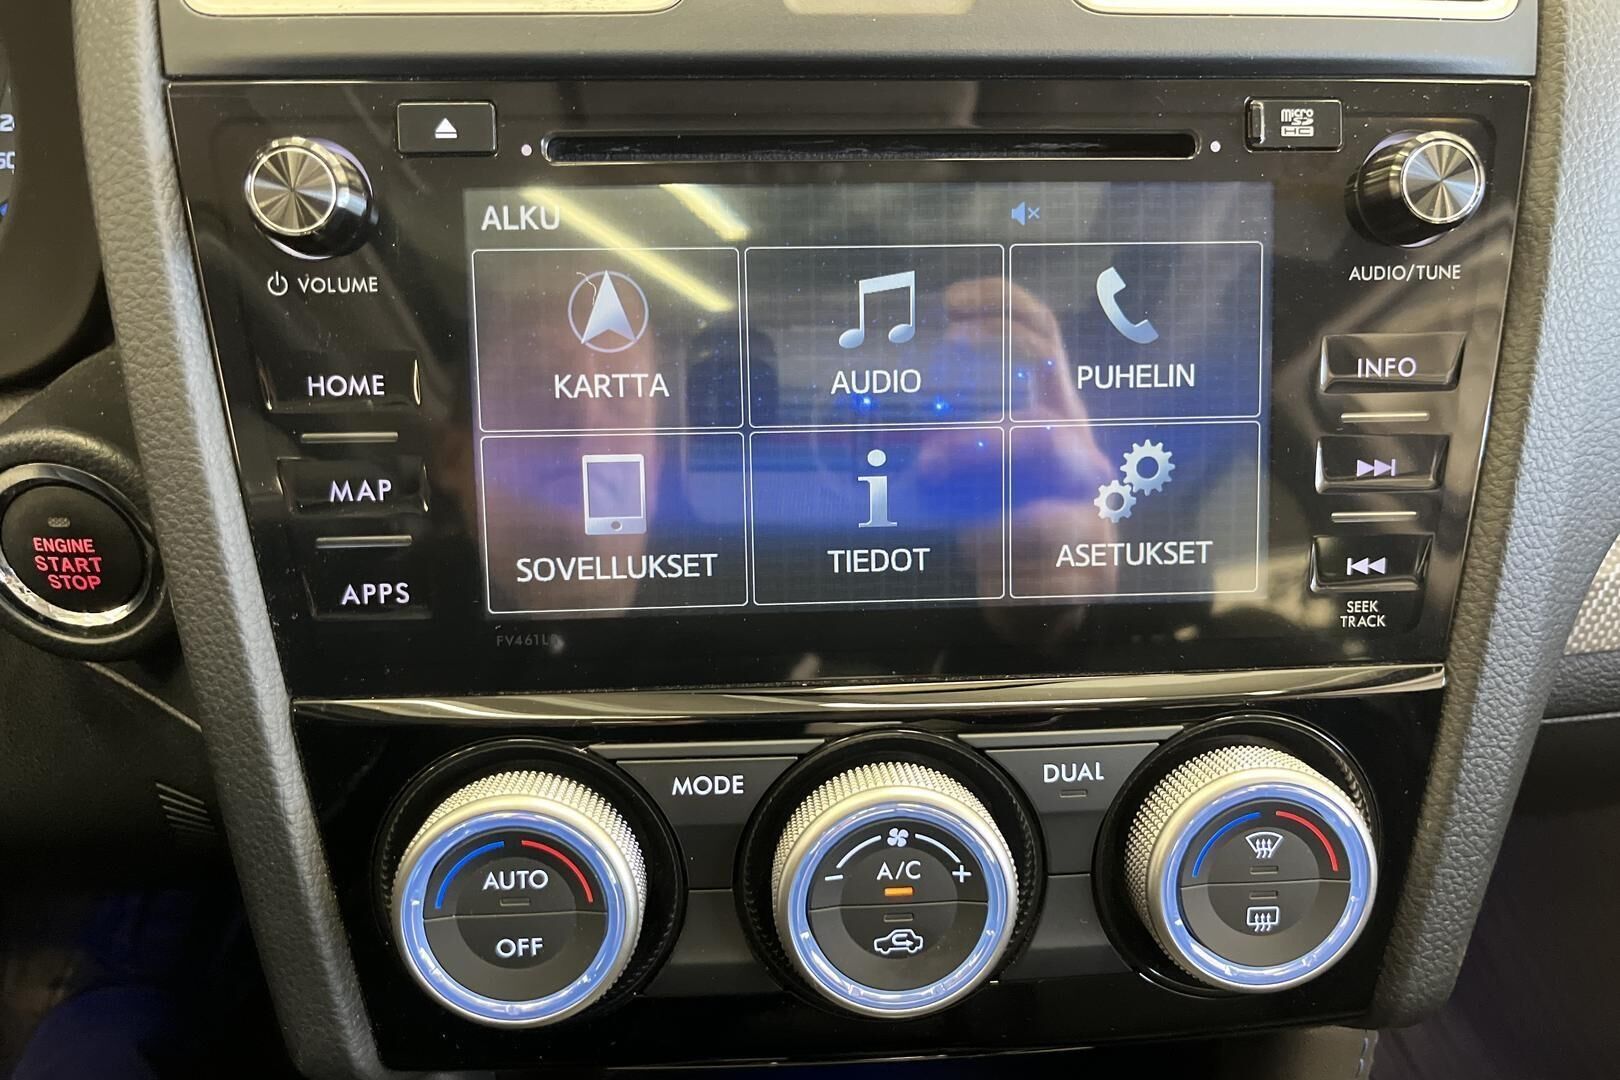 micro
SD
HC
ALKU
VOLUME
AUDIO/TUNE
KARTTA
AUDIO
PUHELIN
HOME
INFO
MAP
APPS
SOVELLUKSET
TIEDOT
ASETUKSET
ENGINE
START
STOP
SEEK
TRACK
MODE
DUAL
AUTO
OFF
A/C
- +